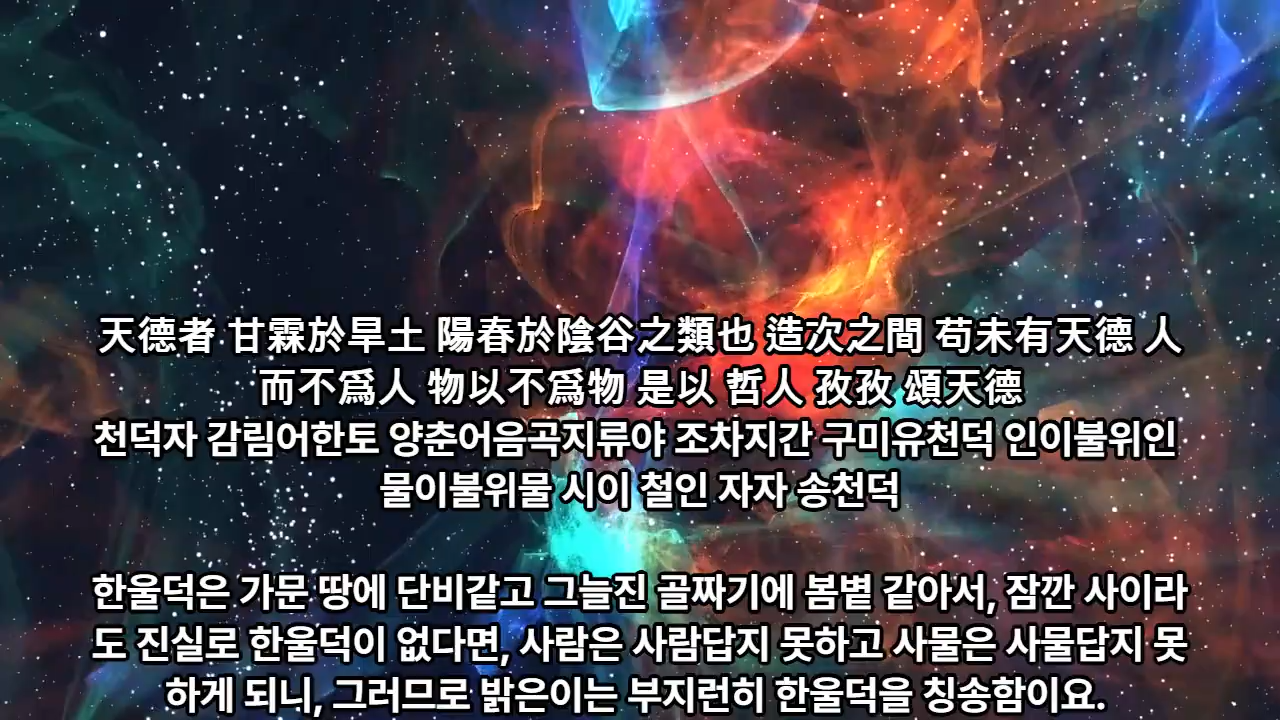 天德者 甘霖於旱土 陽春於陰谷之類也 造次之間 苟未有天德 人
而不爲人 物以不爲物 是以 哲人 孜孜 頌天德
천덕자 감림어한토 양춘어음곡지류야 조차지간 구미유천덕 인이불위인
물이불위물 시이 철인 자자 송천덕
한울덕은 가문 땅에 단비같고 그늘진 골짜기에 봄볕 같아서, 잠깐 사이라
도 진실로 한울덕이 없다면, 사람은 사람답지 못하고 사물은 사물답지 못
하게 되니, 그러므로 밝은이는 부지런히 한울덕을 칭송함이요.